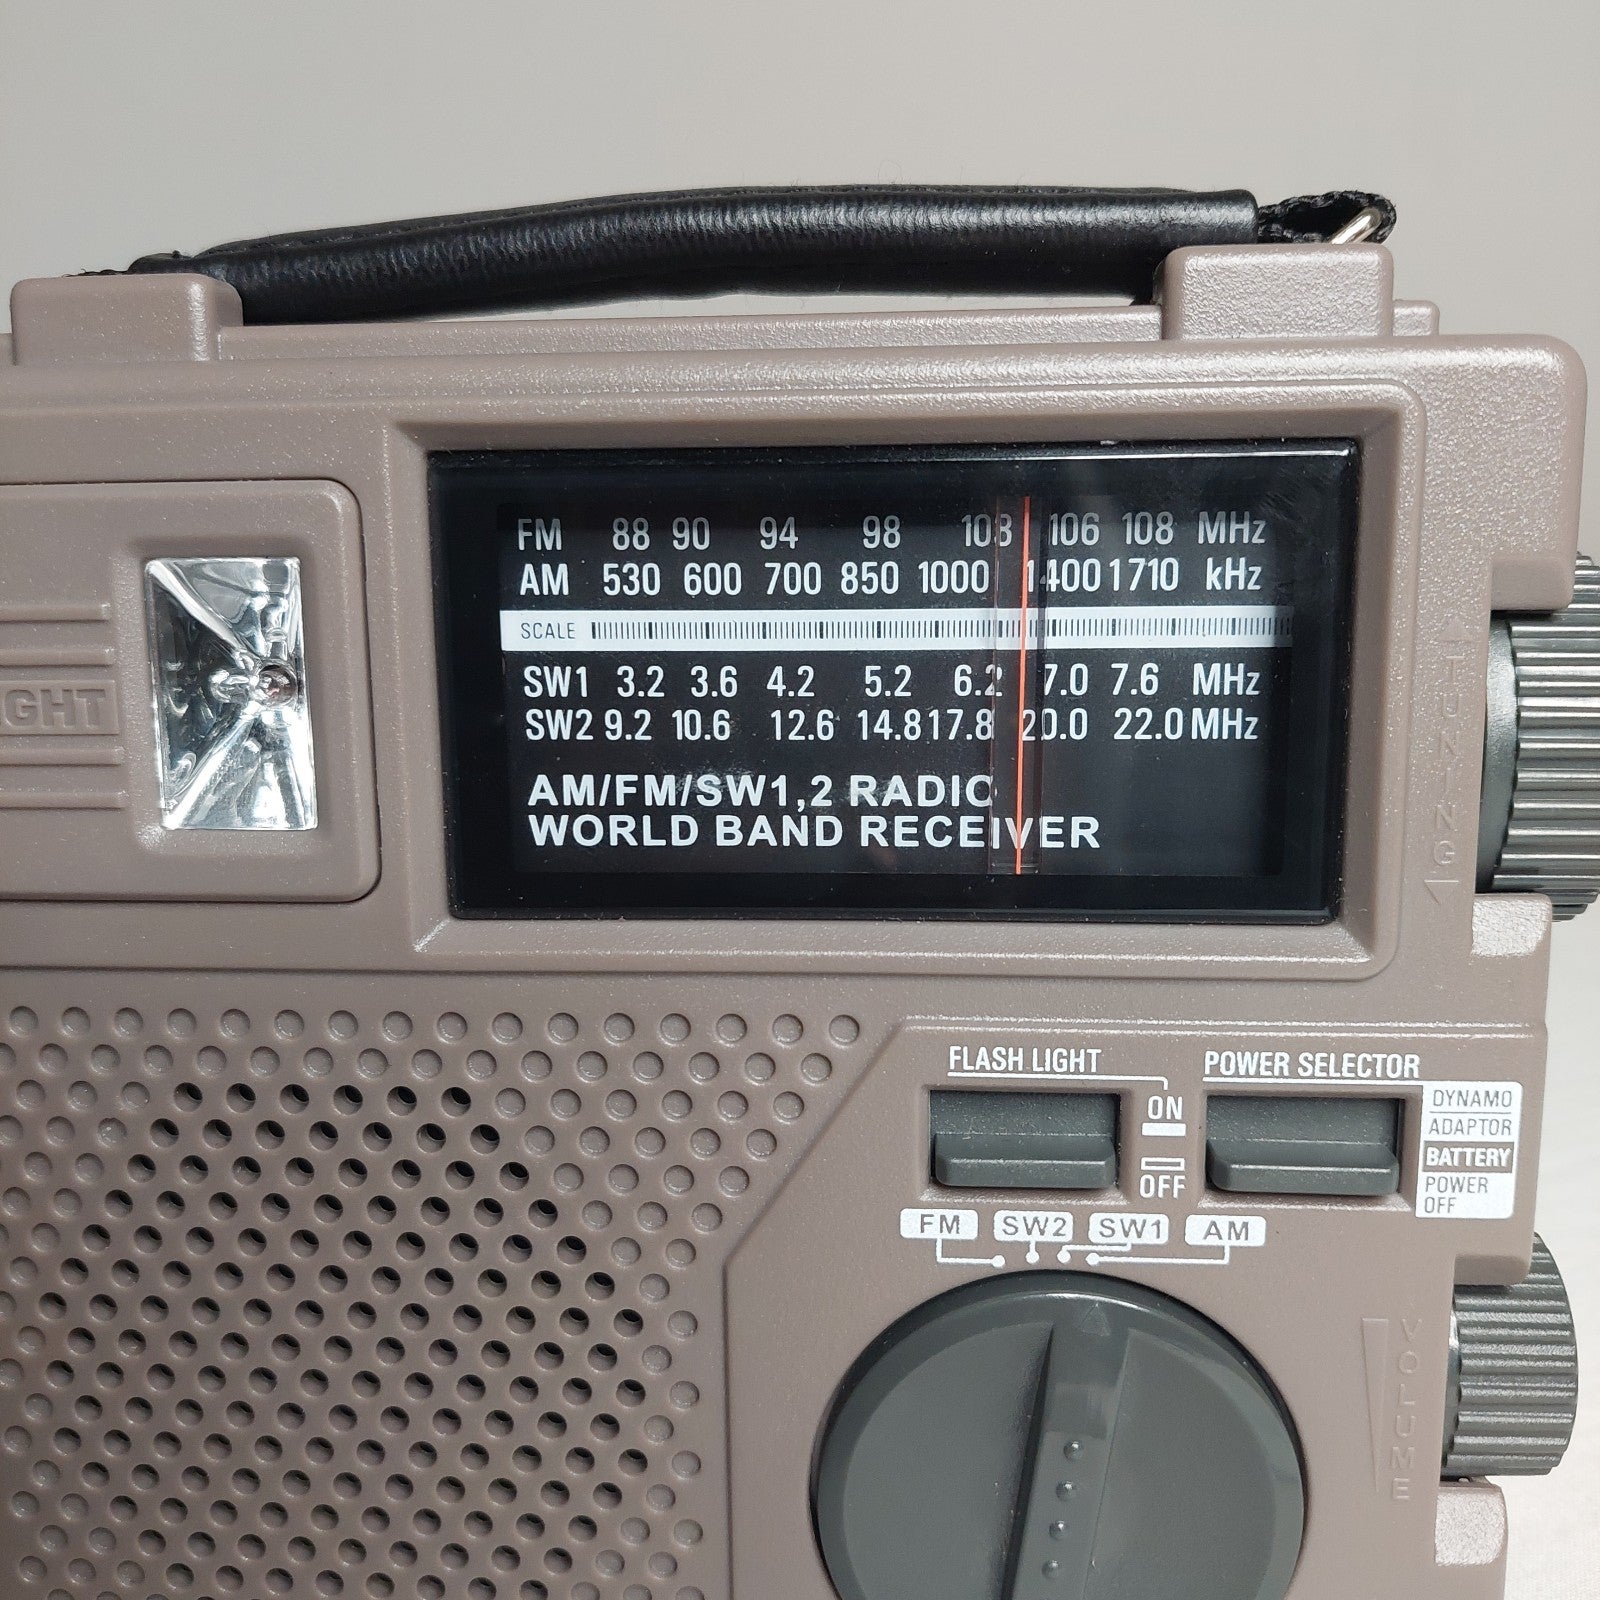 FM 88 90 94 98 103 106 108 MHz
AM 530 600 700 850 1000 1400 1710 kHz
SCALE
SW1 3.2 3.6 4.2 5.2 6.2 7.0 7.6 MHz
SW2 9.2 10.6 12.6 14.8 17.8 20.0 22.0 MHz
AM/FM/SW1,2 RADIO
WORLD BAND RECEIVER
IGHT
TUNING
FLASH LIGHT
ON
OFF
POWER SELECTOR
DYNAMO
ADAPTOR
BATTERY
POWER
OFF
FM SW2 SW1 AM
VOLUME